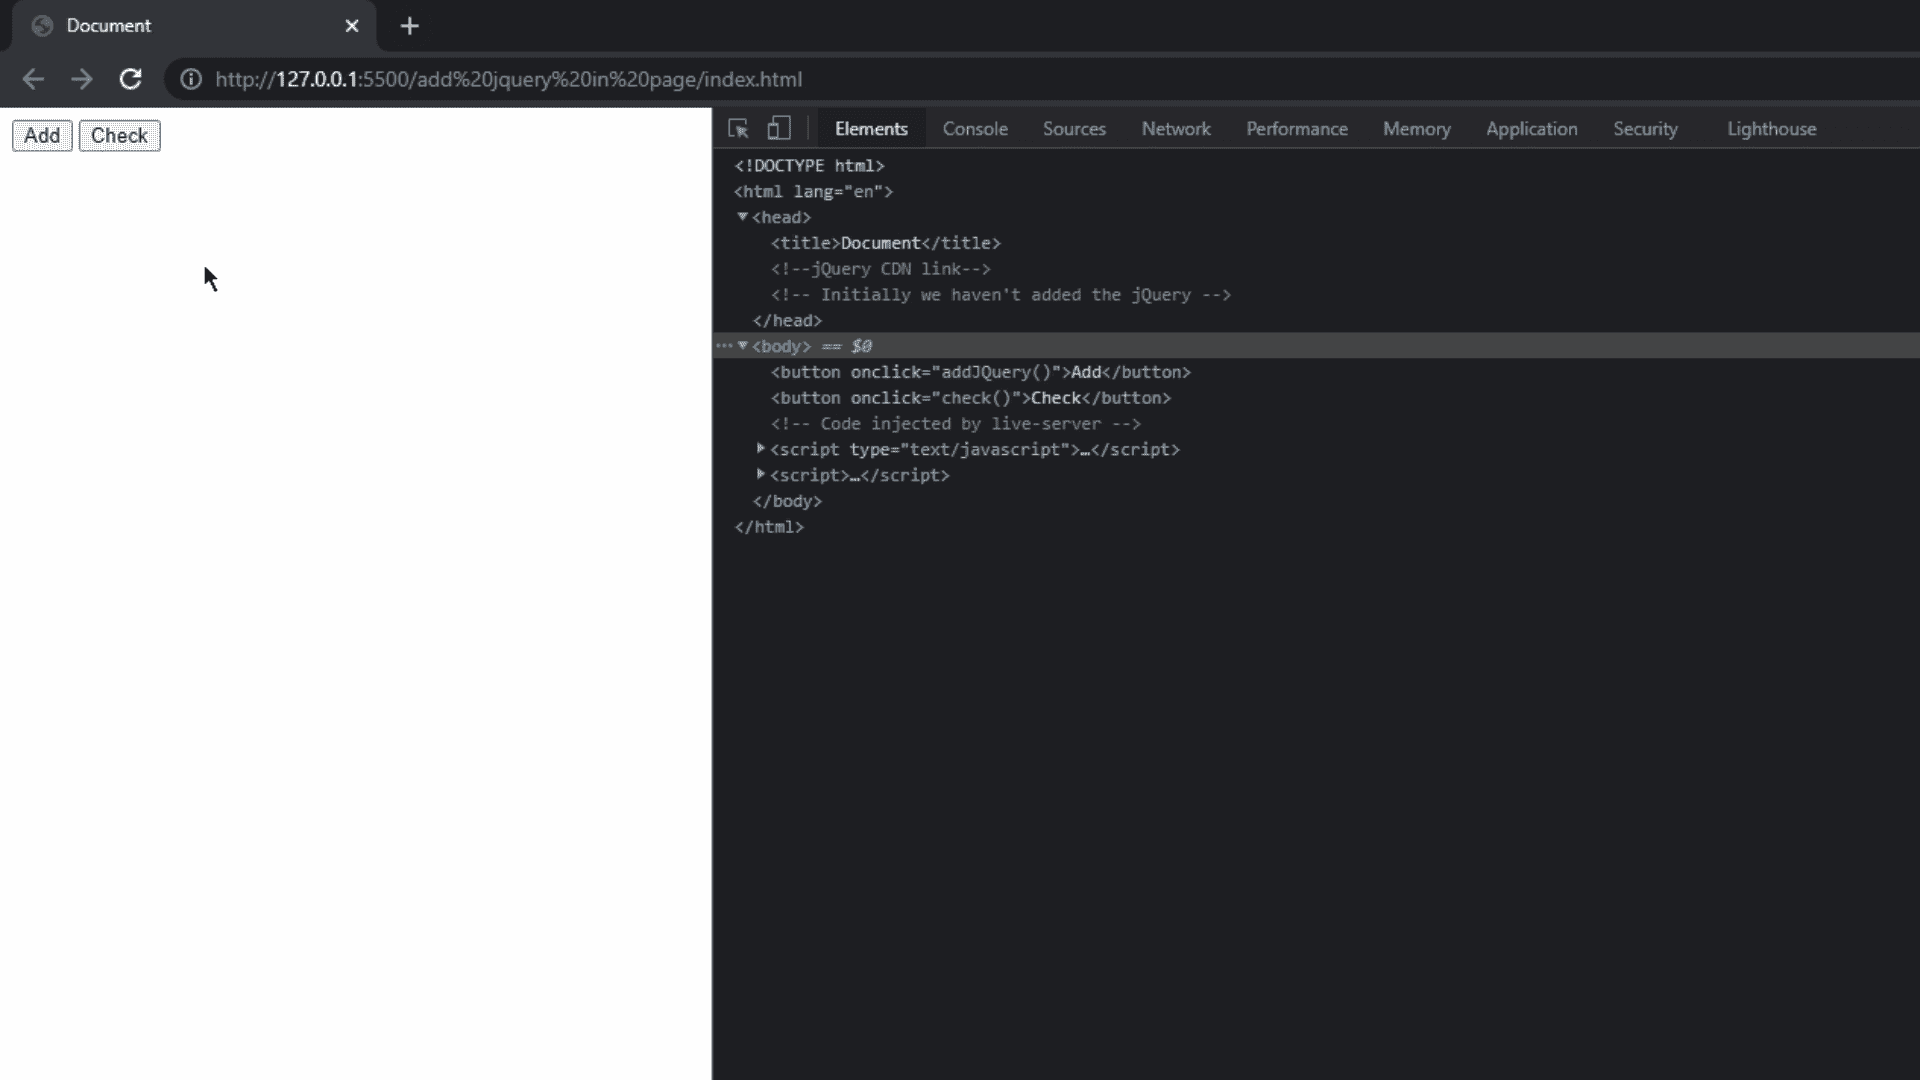 Document
http://127.0.0.1:5500/add%20jquery%20in%20page/index.html
Add Check
Elements Console Sources Network Performance Memory Application Security Lighthouse
<!DOCTYPE html>
<html lang="en">
<head>
<title>Document</title>
<!--jQuery CDN link-->
<!-- Initially we haven't added the jQuery -->
</head>
<body> == $0
<button onclick="addJQuery()">Add</button>
<button onclick="check()">Check</button>
<!-- Code injected by live-server -->
<script type="text/javascript">…</script>
<script>…</script>
</body>
</html>